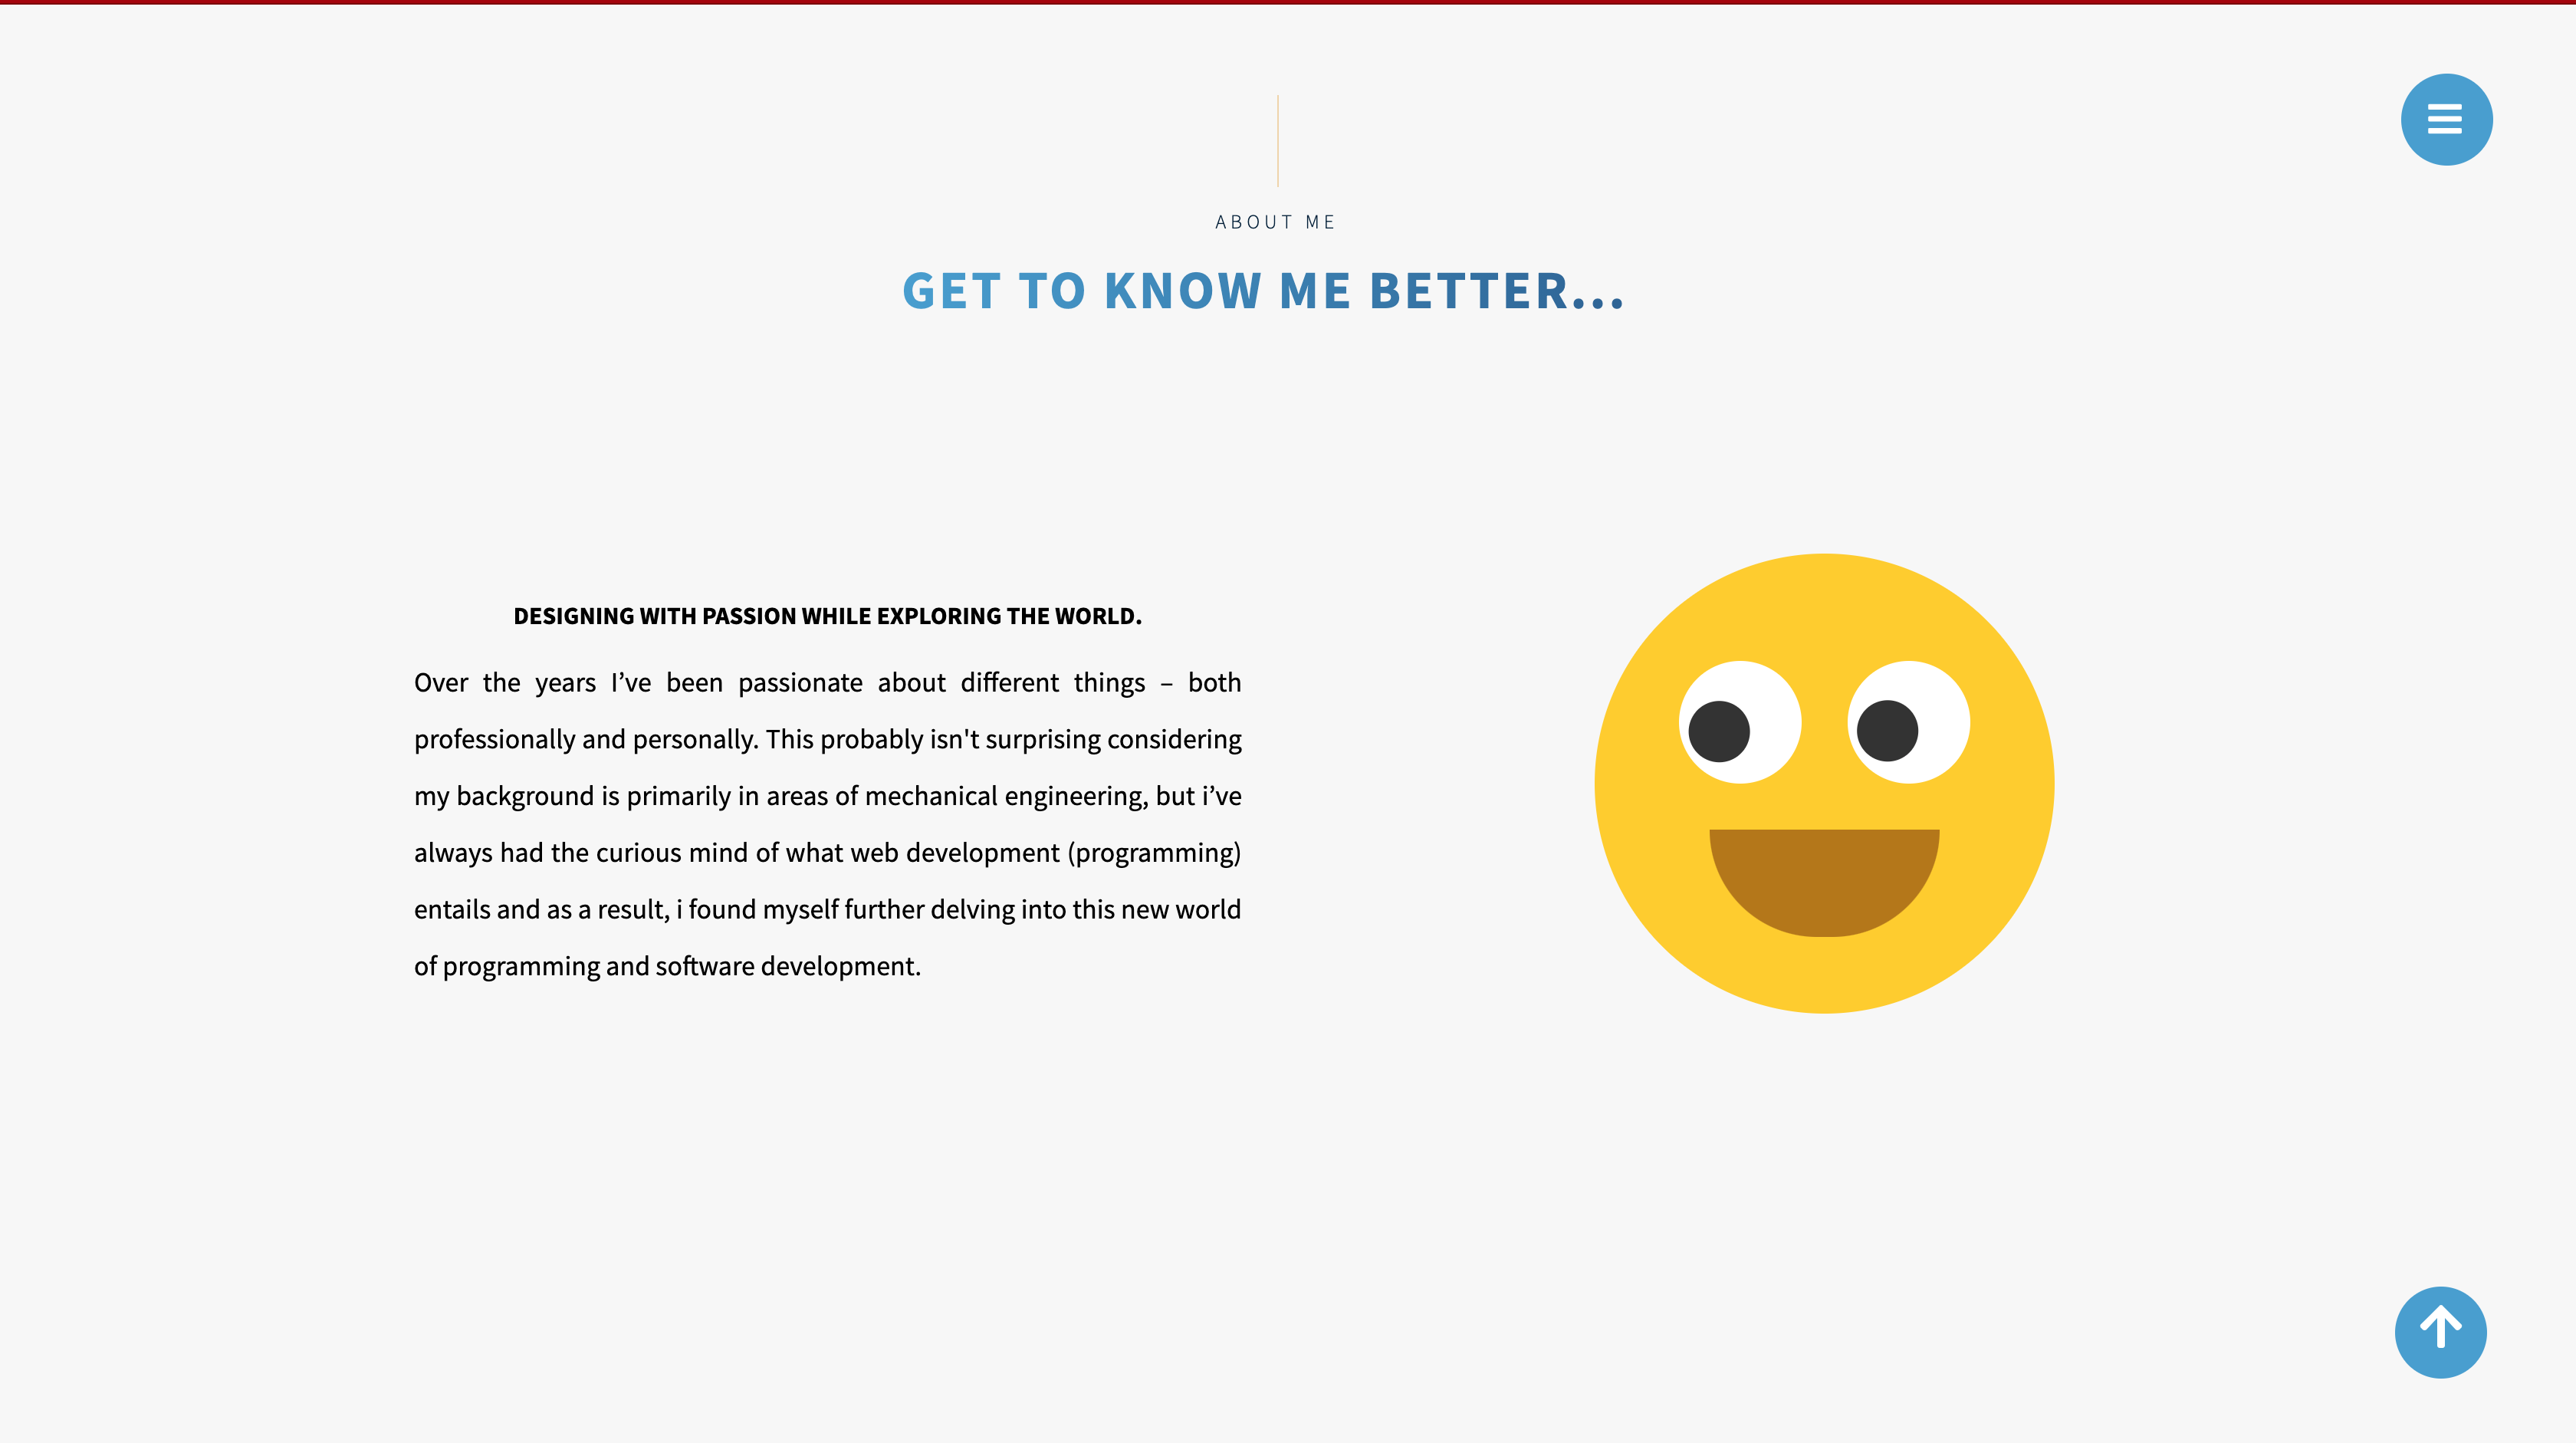 ABOUT ME
GET TO KNOW ME BETTER...
DESIGNING WITH PASSION WHILE EXPLORING THE WORLD.
Over the years I’ve been passionate about different things – both
professionally and personally. This probably isn't surprising considering
my background is primarily in areas of mechanical engineering, but i’ve
always had the curious mind of what web development (programming)
entails and as a result, i found myself further delving into this new world
of programming and software development.